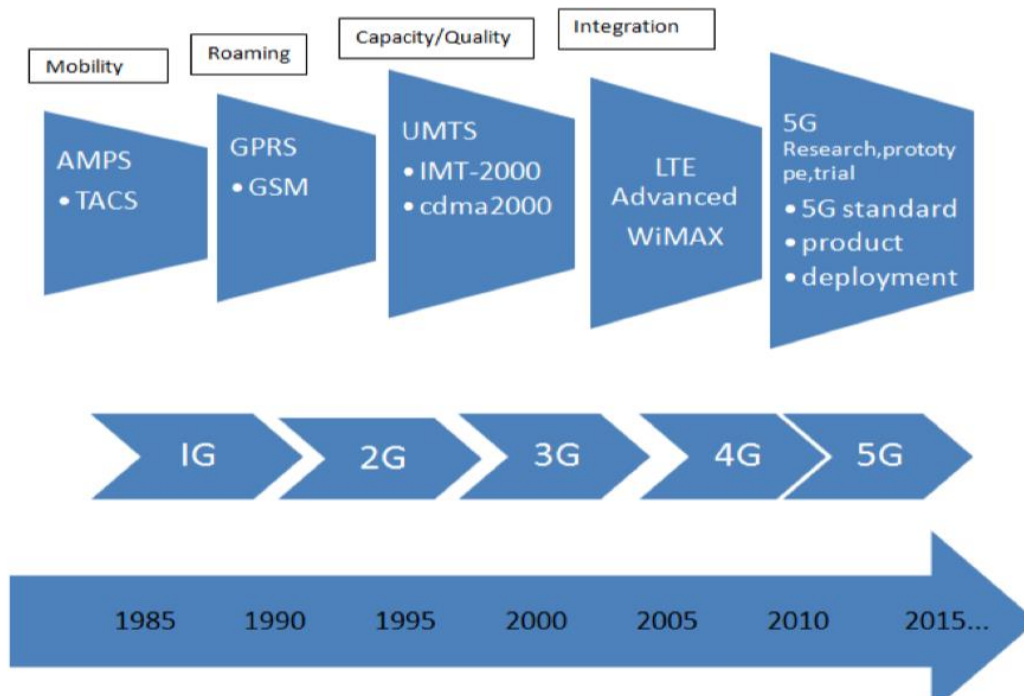 Mobility
Roaming
Capacity/Quality
Integration
AMPS
• TACS
GPRS
• GSM
UMTS
• IMT-2000
• cdma2000
LTE
Advanced
WiMAX
5G
Research,prototy
pe,trial
• 5G standard
• product
• deployment
IG
2G
3G
4G
5G
1985
1990
1995
2000
2005
2010
2015...